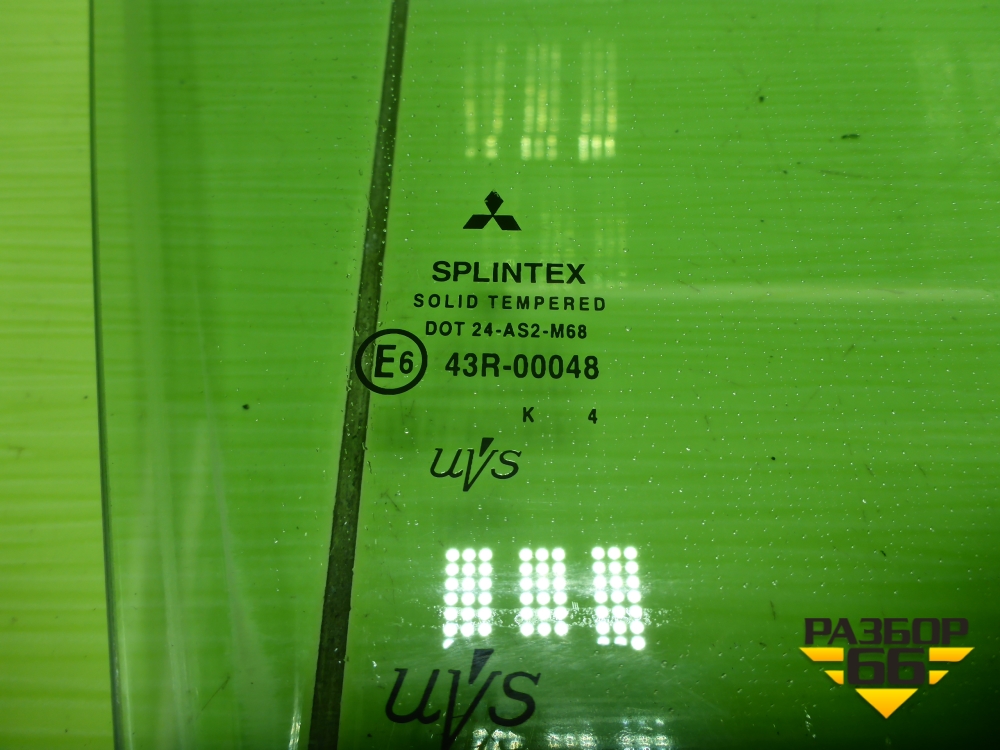 SPLINTEX
SOLID TEMPERED
DOT 24-AS2-M68
E6 43R-00048
K 4
UVS
UVS
РАЗБОР
66